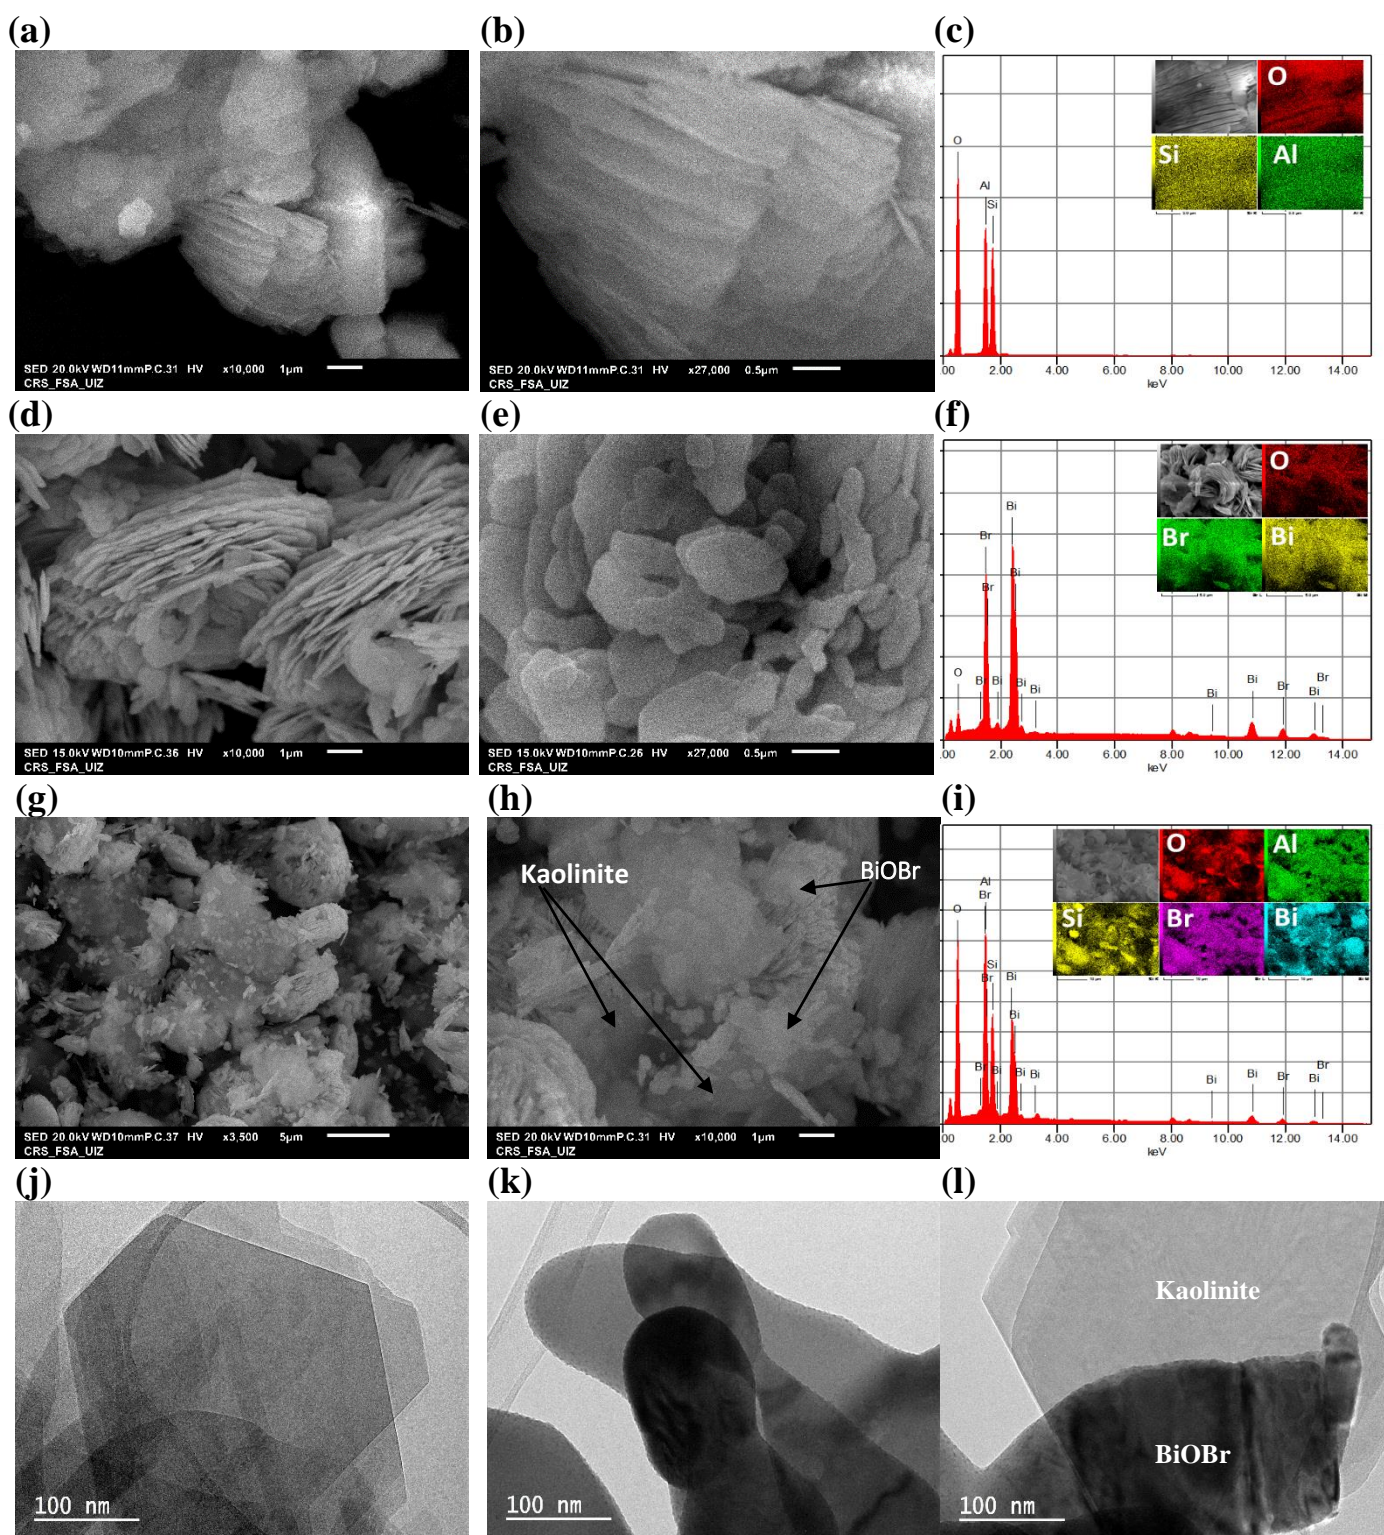 (a)
(b)
(c)
SED 20.0kV WD11mmP.C.31 HV x10,000 1μm
CRS_FSA_UIZ
SED 20.0kV WD11mmP.C.31 HV x27,000 0.5μm
CRS_FSA_UIZ
O
Si
Al
O
Al
Si
.00 2.00 4.00 6.00 8.00 10.00 12.00 14.00
keV
(d)
(e)
(f)
SED 15.0kV WD10mmP.C.36 HV x10,000 1μm
CRS_FSA_UIZ
SED 15.0kV WD10mmP.C.26 HV x27,000 0.5μm
CRS_FSA_UIZ
O
Br
Bi
Bi
Br
Bi
Br
O
Bi
Bi
Bi
Bi
Bi
Br
Br
Bi
.00 2.00 4.00 6.00 8.00 10.00 12.00 14.00
keV
(g)
(h)
(i)
SED 20.0kV WD10mmP.C.37 HV x3,500 5μm
CRS_FSA_UIZ
Kaolinite
BiOBr
SED 20.0kV WD10mmP.C.31 HV x10,000 1μm
CRS_FSA_UIZ
O
Al
Si
Br
Bi
Al
Br
O
Si
Br
Bi
Bi
Br
Bi
Bi
Bi
Bi
Bi
Br
Br
Bi
.00 2.00 4.00 6.00 8.00 10.00 12.00 14.00
keV
(j)
(k)
(l)
100 nm
100 nm
Kaolinite
BiOBr
100 nm